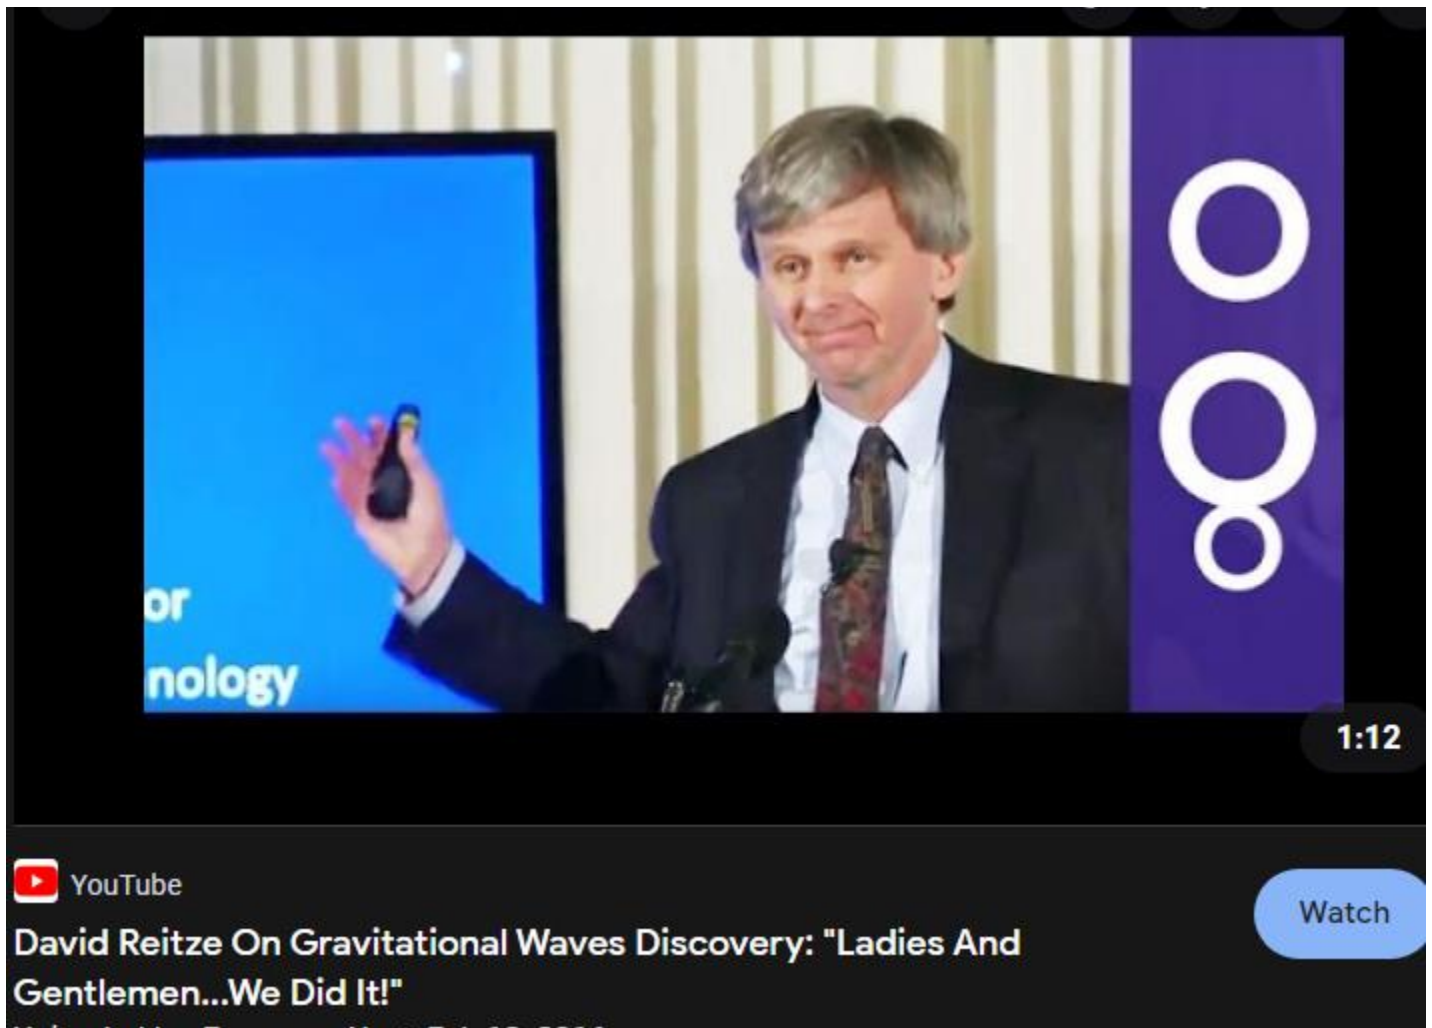 or
nology
1:12
YouTube
Watch
David Reitze On Gravitational Waves Discovery: "Ladies And
Gentlemen...We Did It!"